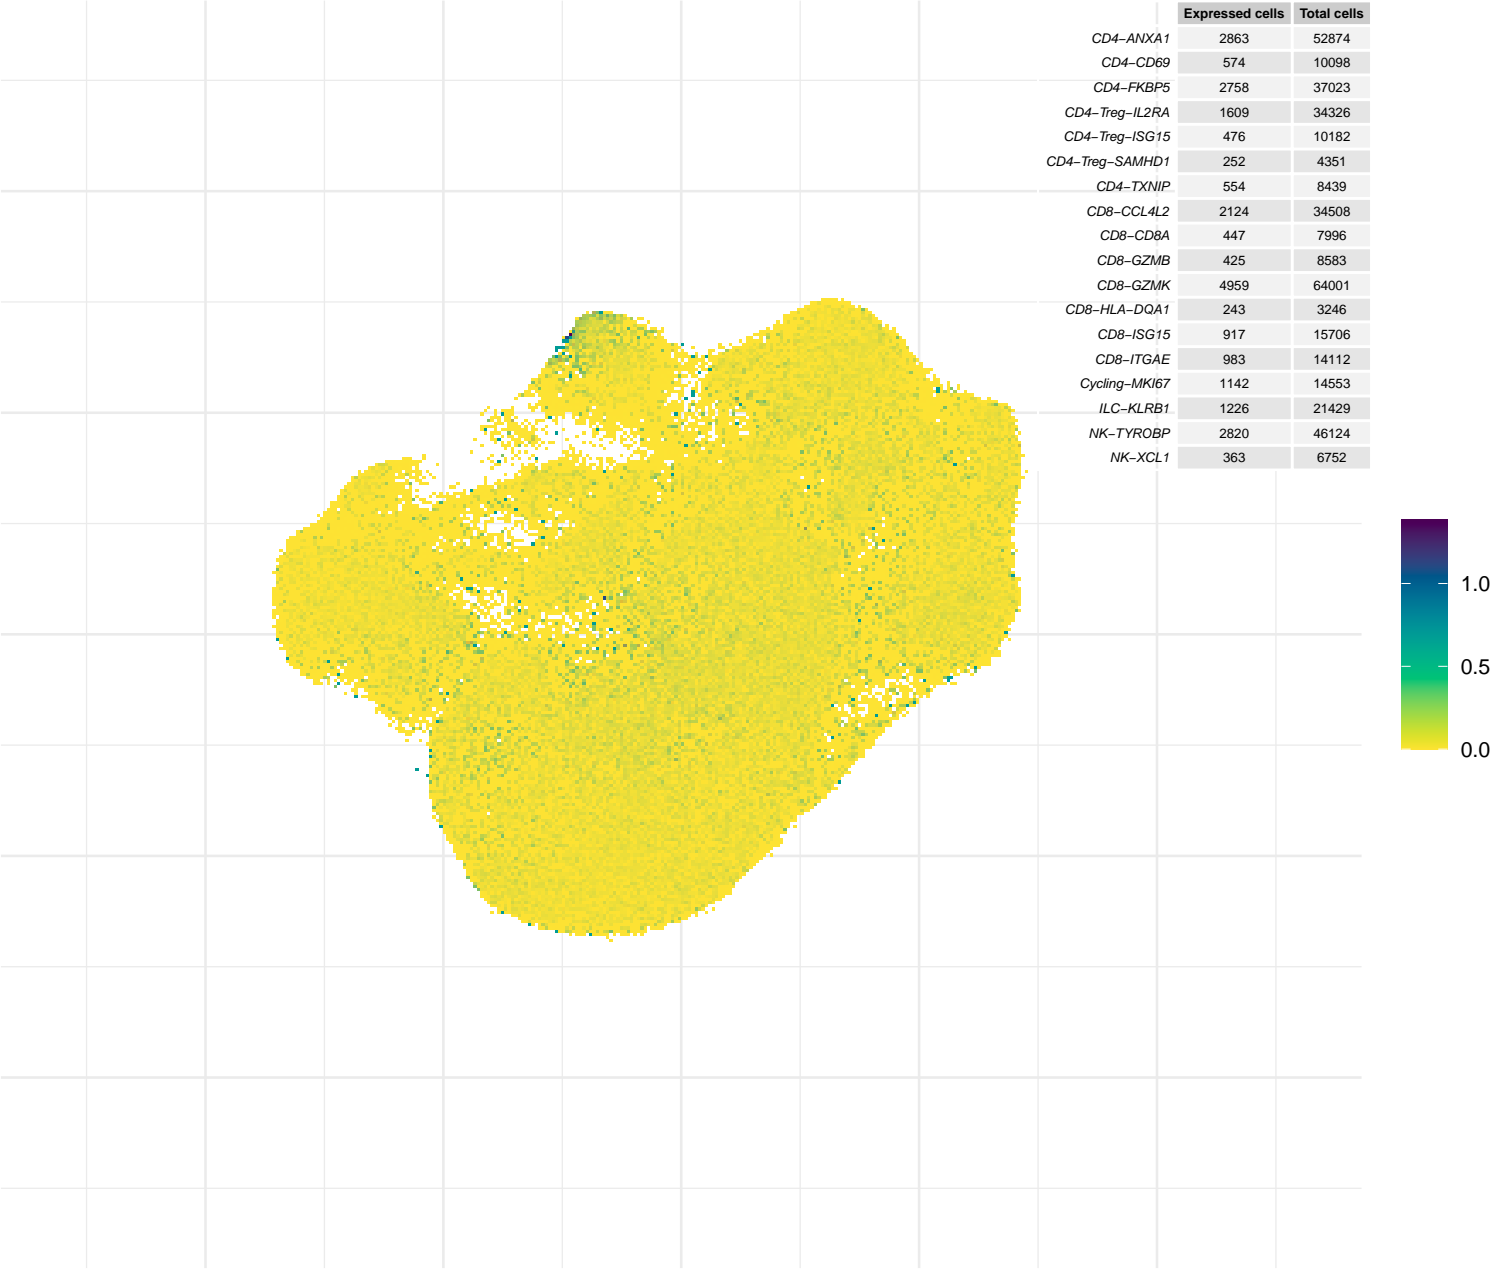 Expressed cells Total cells
CD4−ANXA1 2863 52874
CD4−CD69 574 10098
CD4−FKBP5 2758 37023
CD4−Treg−IL2RA 1609 34326
CD4−Treg−ISG15 476 10182
CD4−Treg−SAMHD1 252 4351
CD4−TXNIP 554 8439
CD8−CCL4L2 2124 34508
CD8−CD8A 447 7996
CD8−GZMB 425 8583
CD8−GZMK 4959 64001
CD8−HLA−DQA1 243 3246
CD8−ISG15 917 15706
CD8−ITGAE 983 14112
Cycling−MKI67 1142 14553
ILC−KLRB1 1226 21429
NK−TYROBP 2820 46124
NK−XCL1 363 6752
1.0
0.5
0.0